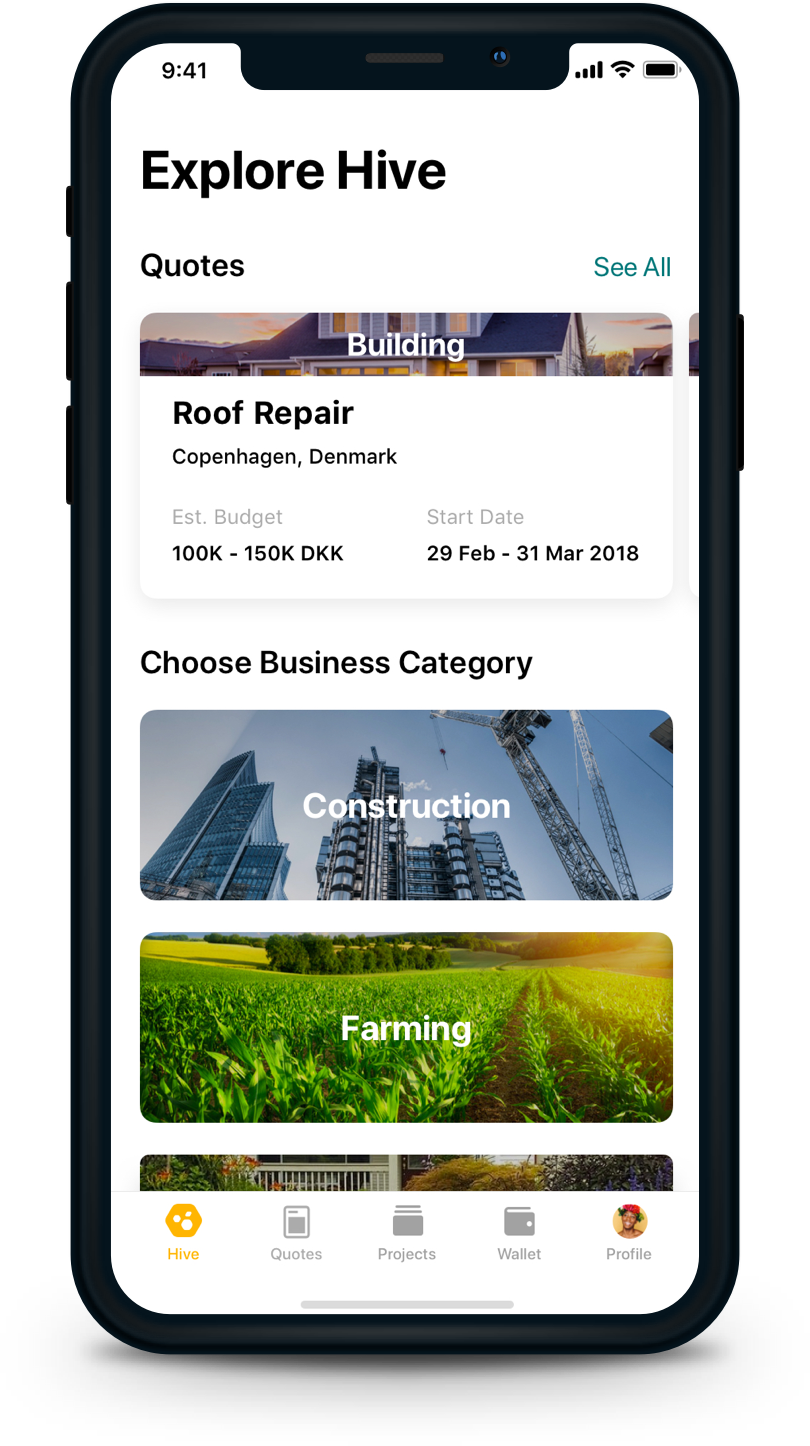 9:41
Explore Hive
Quotes
See All
Building
Roof Repair
Copenhagen, Denmark
Est. Budget
Start Date
100K - 150K DKK
29 Feb - 31 Mar 2018
Choose Business Category
Construction
Farming
Hive
Quotes
Projects
Wallet
Profile